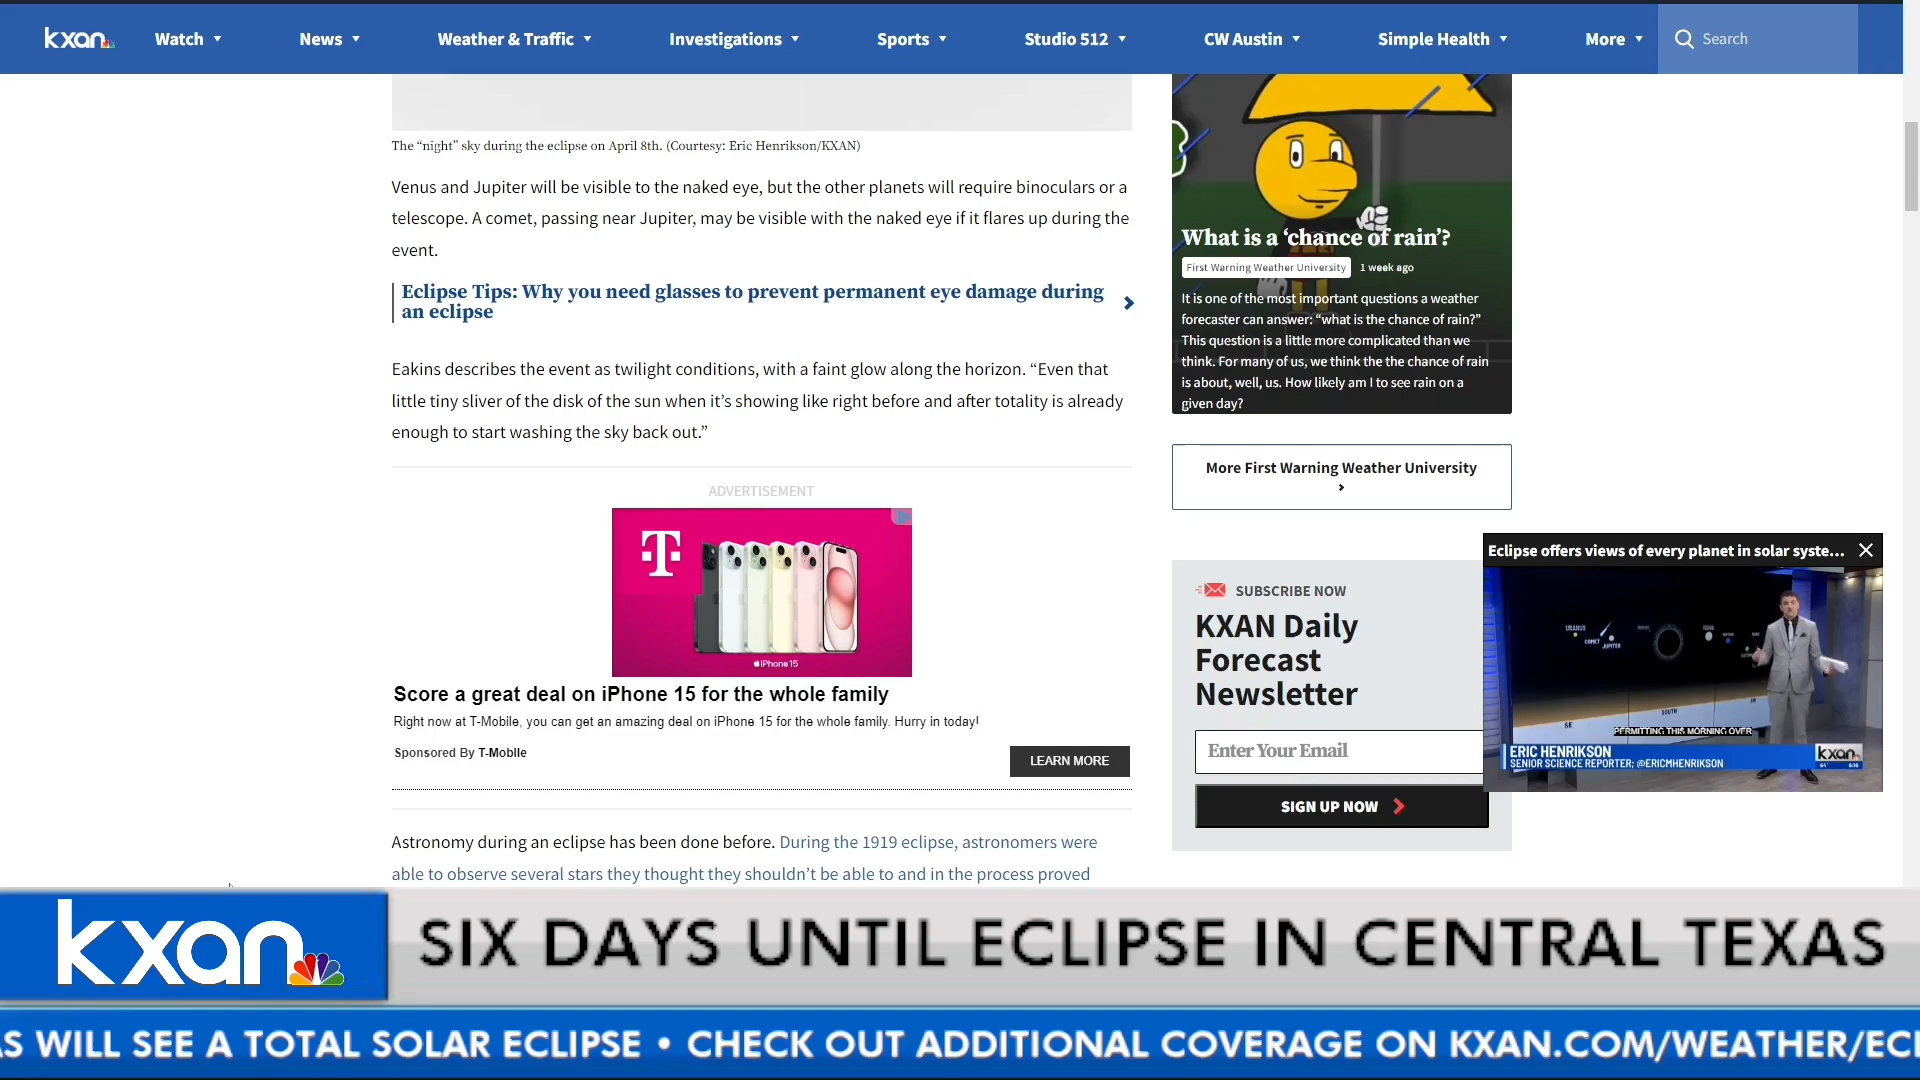 kxan
Watch
News
Weather & Traffic
Investigations
Sports
Studio 512
CW Austin
Simple Health
More
Search
The “night” sky during the eclipse on April 8th. (Courtesy: Eric Henrikson/KXAN)
Venus and Jupiter will be visible to the naked eye, but the other planets will require binoculars or a
telescope. A comet, passing near Jupiter, may be visible with the naked eye if it flares up during the
event.
Eclipse Tips: Why you need glasses to prevent permanent eye damage during
an eclipse
Eakins describes the event as twilight conditions, with a faint glow along the horizon. “Even that
little tiny sliver of the disk of the sun when it’s showing like right before and after totality is already
enough to start washing the sky back out.”
ADVERTISEMENT
T
iPhone 15
Score a great deal on iPhone 15 for the whole family
Right now at T-Mobile, you can get an amazing deal on iPhone 15 for the whole family. Hurry in today!
Sponsored By T-Mobile
LEARN MORE
Astronomy during an eclipse has been done before. During the 1919 eclipse, astronomers were
able to observe several stars they thought they shouldn’t be able to and in the process proved
What is a ‘chance of rain’?
First Warning Weather University
1 week ago
It is one of the most important questions a weather
forecaster can answer: “what is the chance of rain?”
This question is a little more complicated than we
think. For many of us, we think the the chance of rain
is about, well, us. How likely am I to see rain on a
given day?
More First Warning Weather University
SUBSCRIBE NOW
KXAN Daily
Forecast
Newsletter
Enter Your Email
SIGN UP NOW
Eclipse offers views of every planet in solar syste...
URANUS
COMET
JUPITER
SE
SOUTH
PERMITTING THIS MORNING OVER
ERIC HENRIKSON
SENIOR SCIENCE REPORTER; @ERICMHENRIKSON
kxan
64°
6:16
kxan
SIX DAYS UNTIL ECLIPSE IN CENTRAL TEXAS
AS WILL SEE A TOTAL SOLAR ECLIPSE • CHECK OUT ADDITIONAL COVERAGE ON KXAN.COM/WEATHER/ECL